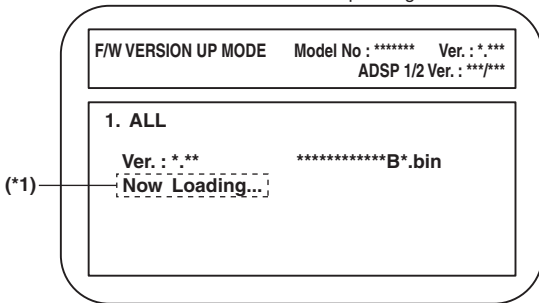 F/W VERSION UP MODE Model No : ******* Ver. : *.***
ADSP 1/2 Ver. : ***/***
1. ALL
Ver. : *.** ************B*.bin
(*1) Now Loading...